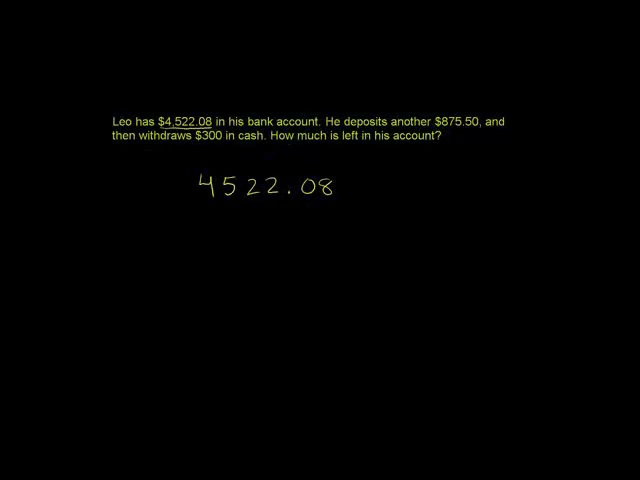 Leo has $4,522.08 in his bank account. He deposits another $875.50, and
then withdraws $300 in cash. How much is left in his account?
4522.08